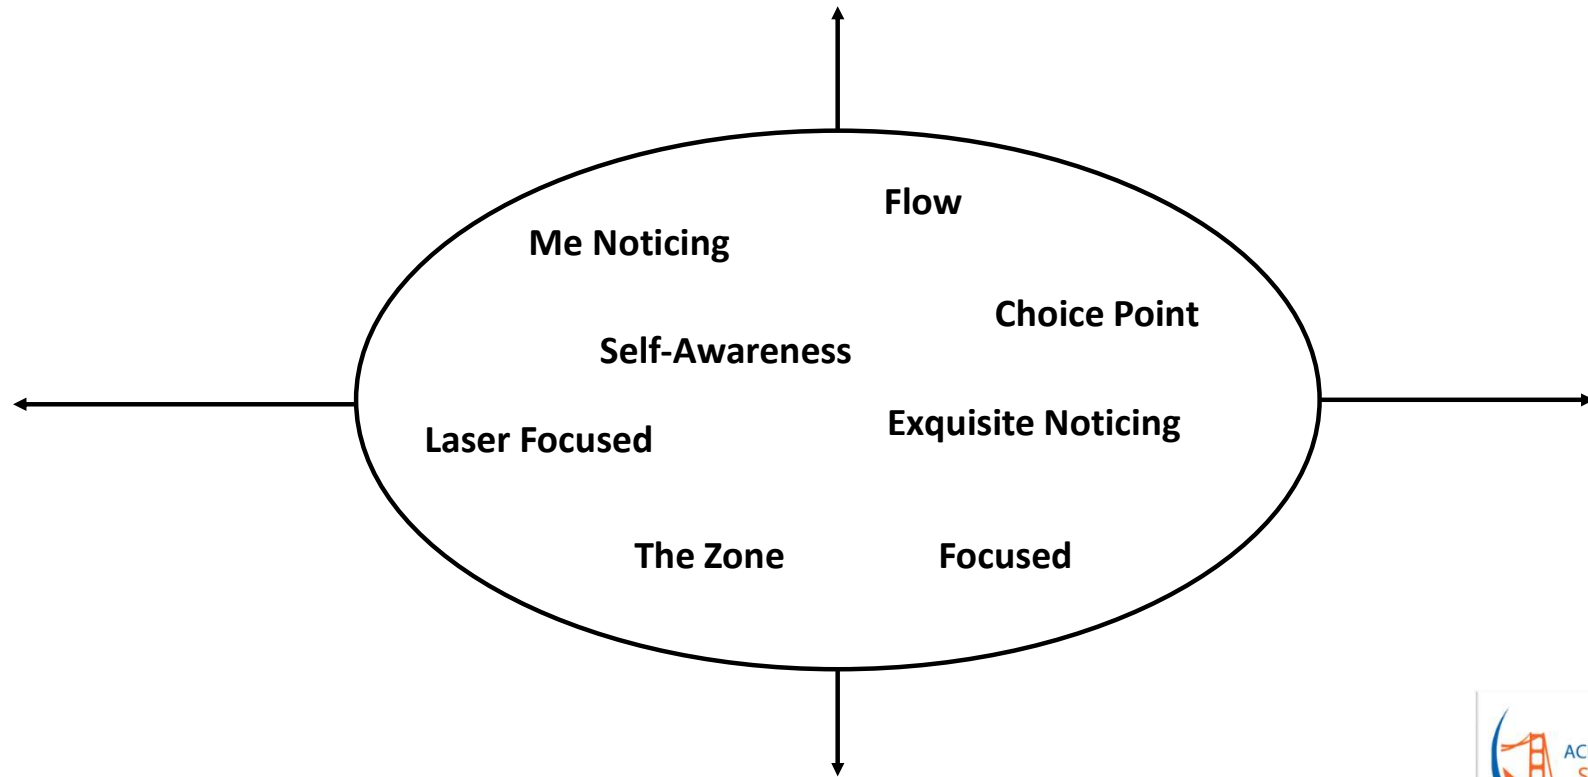 Flow
Me Noticing
Choice Point
Self-Awareness
Exquisite Noticing
Laser Focused
The Zone
Focused